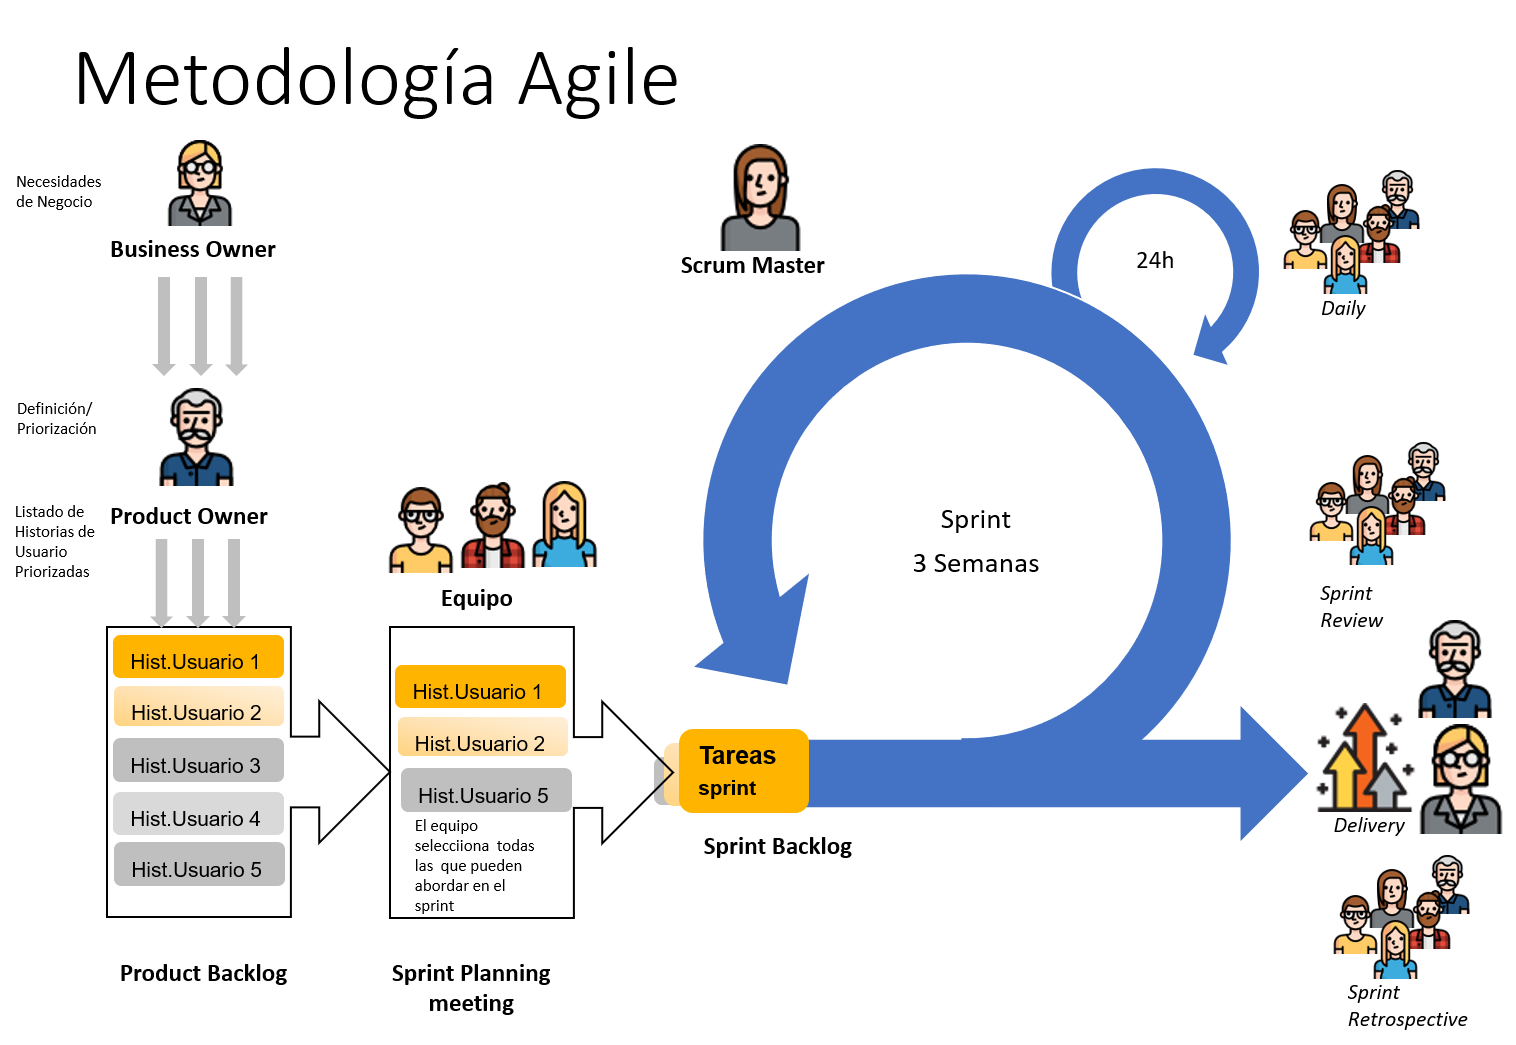 Metodología Agile
Necesidades
de Negocio
Business Owner
Definición/
Priorización
Product Owner
Listado de
Historias de
Usuario
Priorizadas
Hist.Usuario 1
Hist.Usuario 2
Hist.Usuario 3
Hist.Usuario 4
Hist.Usuario 5
Product Backlog
Equipo
Hist.Usuario 1
Hist.Usuario 2
Hist.Usuario 5
El equipo
selecciiona todas
las que pueden
abordar en el
sprint
Sprint Planning
meeting
Scrum Master
Tareas
sprint
Sprint Backlog
Sprint
3 Semanas
24h
Daily
Sprint
Review
Delivery
Sprint
Retrospective